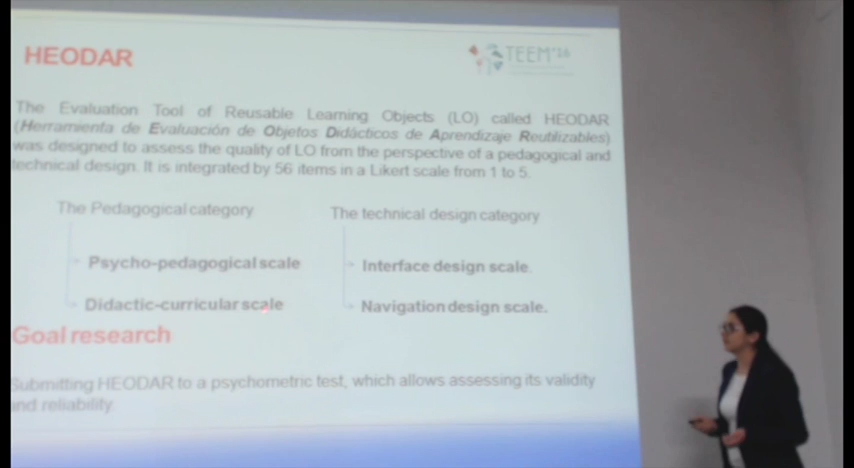 HEODAR
TEEM'16
The Evaluation Tool of Reusable Learning Objects (LO) called HEODAR
(Herramienta de Evaluación de Objetos Didácticos de Aprendizaje Reutilizables)
was designed to assess the quality of LO from the perspective of a pedagogical and
technical design. It is integrated by 56 items in a Likert scale from 1 to 5.
The Pedagogical category
The technical design category
Psycho-pedagogical scale
Interface design scale
Didactic-curricular scale
Navigation design scale.
Goal research
Submitting HEODAR to a psychometric test, which allows assessing its validity
and reliability